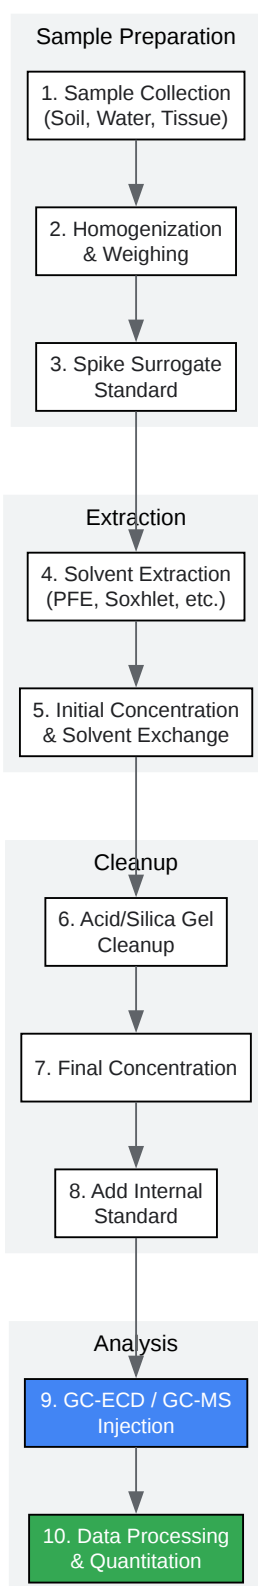 Sample Preparation
1. Sample Collection
(Soil, Water, Tissue)
2. Homogenization
& Weighing
3. Spike Surrogate
Standard
Extraction
4. Solvent Extraction
(PFE, Soxhlet, etc.)
5. Initial Concentration
& Solvent Exchange
Cleanup
6. Acid/Silica Gel
Cleanup
7. Final Concentration
8. Add Internal
Standard
Analysis
9. GC-ECD / GC-MS
Injection
10. Data Processing
& Quantitation